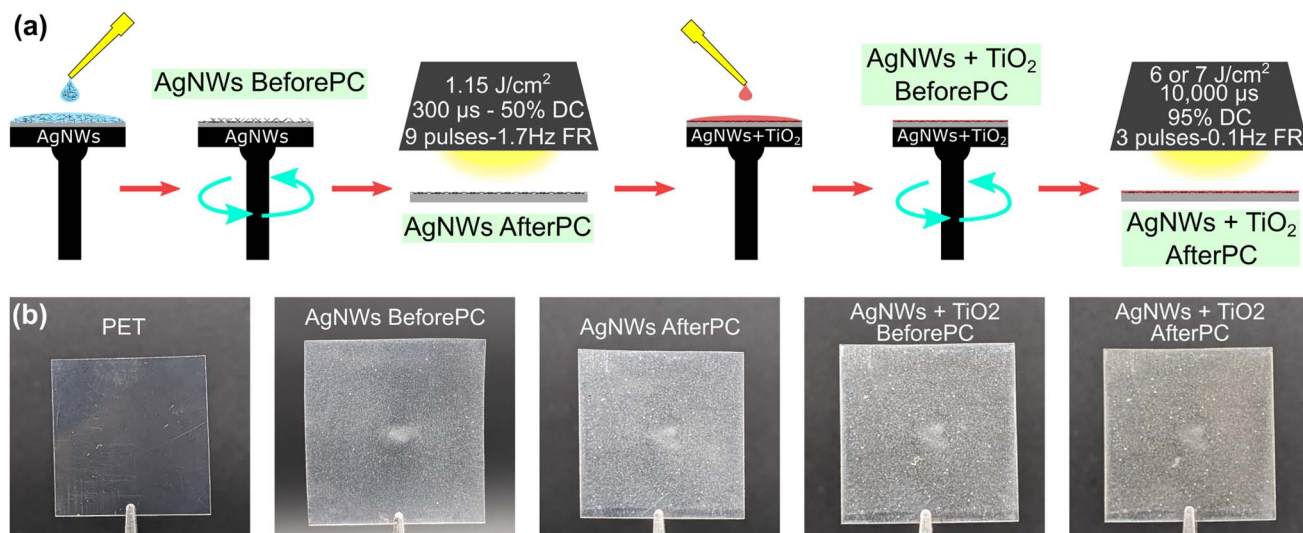 (a)
AgNWs
AgNWs BeforePC
AgNWs
1.15 J/cm²
300 µs - 50% DC
9 pulses-1.7Hz FR
AgNWs AfterPC
AgNWs+TiO₂
AgNWs + TiO₂
BeforePC
AgNWs+TiO₂
6 or 7 J/cm²
10,000 µs
95% DC
3 pulses-0.1Hz FR
AgNWs + TiO₂
AfterPC
(b)
PET
AgNWs BeforePC
AgNWs AfterPC
AgNWs + TiO2
BeforePC
AgNWs + TiO2
AfterPC